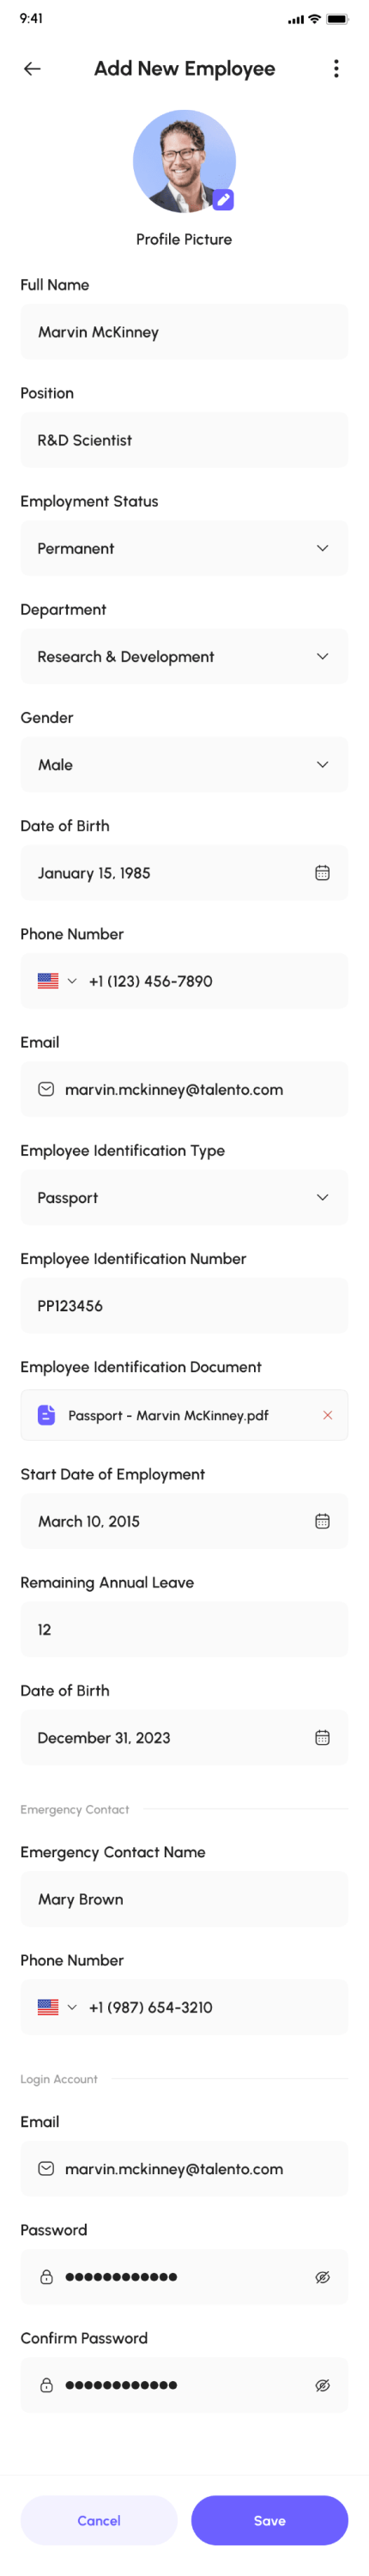 9:41
Add New Employee
Profile Picture
Full Name
Marvin McKinney
Position
R&D Scientist
Employment Status
Permanent
Department
Research & Development
Gender
Male
Date of Birth
January 15, 1985
Phone Number
+1 (123) 456-7890
Email
marvin.mckinney@talento.com
Employee Identification Type
Passport
Employee Identification Number
PP123456
Employee Identification Document
Passport - Marvin McKinney.pdf
Start Date of Employment
March 10, 2015
Remaining Annual Leave
12
Date of Birth
December 31, 2023
Emergency Contact
Emergency Contact Name
Mary Brown
Phone Number
+1 (987) 654-3210
Login Account
Email
marvin.mckinney@talento.com
Password
●●●●●●●●●●●●
Confirm Password
●●●●●●●●●●●●
Cancel Save